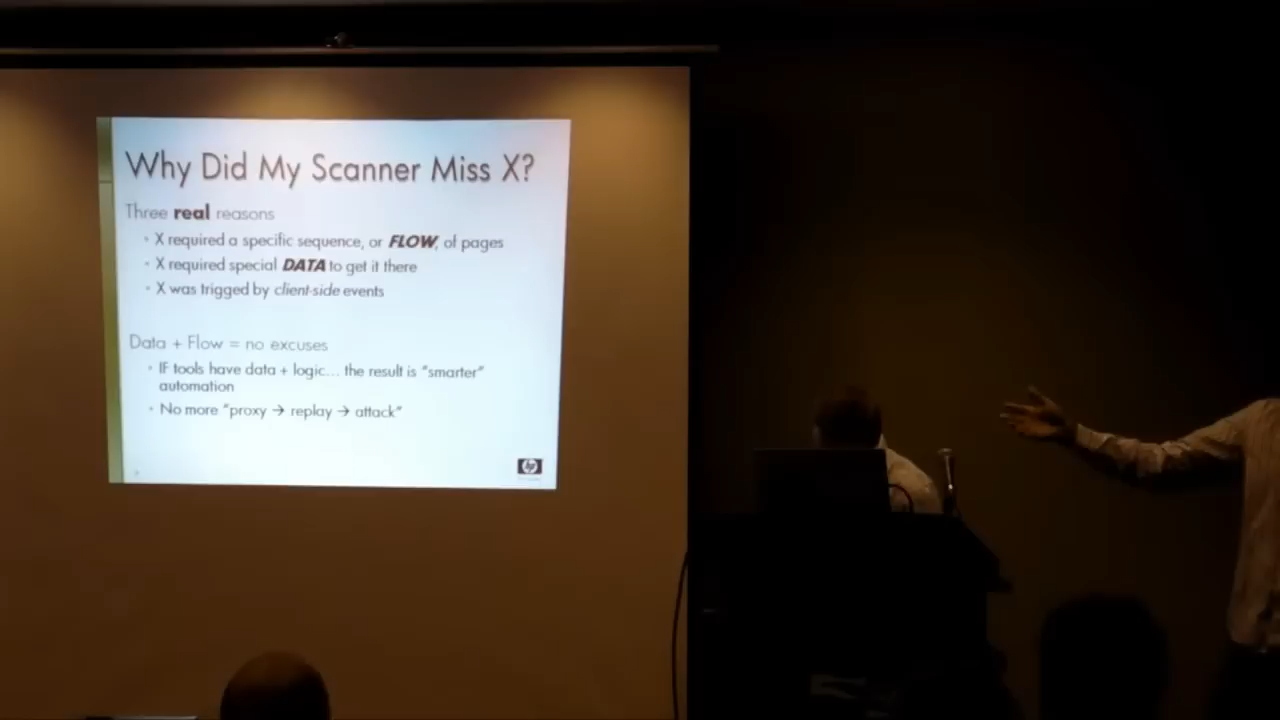 Why Did My Scanner Miss X?
Three real reasons
• X required a specific sequence, or FLOW, of pages
• X required special DATA to get it there
• X was trigged by client-side events
Data + Flow = no excuses
• IF tools have data + logic... the result is "smarter"
automation
• No more "proxy → replay → attack"
hp